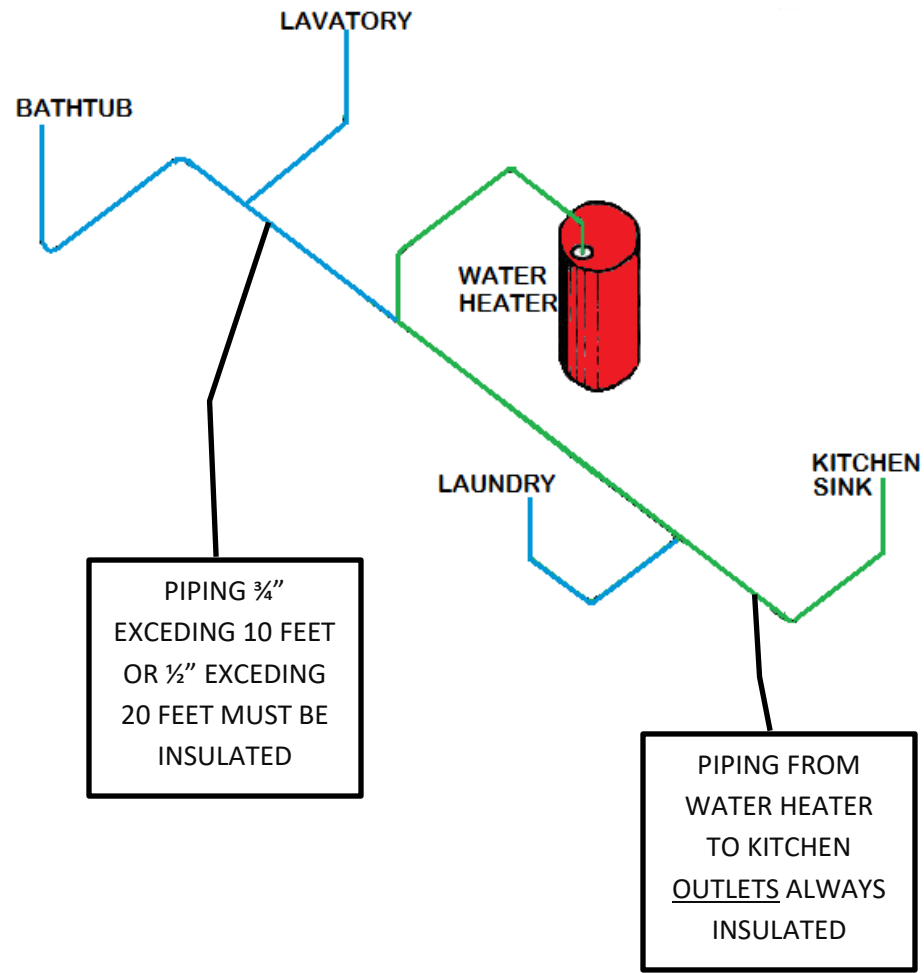 LAVATORY
BATHTUB
WATER
HEATER
LAUNDRY
KITCHEN
SINK
PIPING ¾”
EXCEDING 10 FEET
OR ½” EXCEDING
20 FEET MUST BE
INSULATED
PIPING FROM
WATER HEATER
TO KITCHEN
OUTLETS ALWAYS
INSULATED